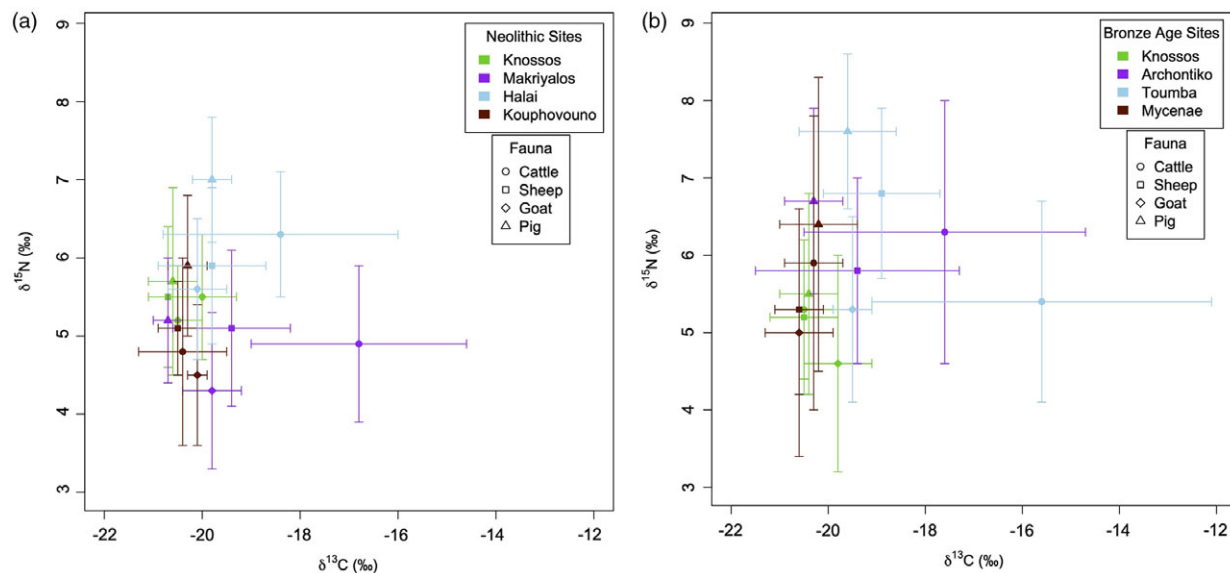 (a)
Neolithic Sites
Knossos
Makriyalos
Halai
Kouphovouno
Fauna
Cattle
Sheep
Goat
Pig
9
8
7
6
5
4
3
δ15N (‰)
-22
-20
-18
-16
-14
-12
δ13C (‰)
(b)
Bronze Age Sites
Knossos
Archontiko
Toumba
Mycenae
Fauna
Cattle
Sheep
Goat
Pig
9
8
7
6
5
4
3
δ15N (‰)
-22
-20
-18
-16
-14
-12
δ13C (‰)